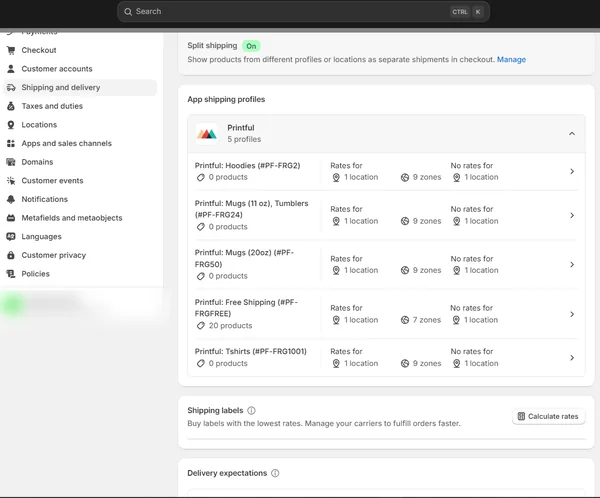 Search
CTRL K
Payments
Checkout
Customer accounts
Shipping and delivery
Taxes and duties
Locations
Apps and sales channels
Domains
Customer events
Notifications
Metafields and metaobjects
Languages
Customer privacy
Policies
Split shipping On
Show products from different profiles or locations as separate shipments in checkout. Manage
App shipping profiles
Printful
5 profiles
Printful: Hoodies (#PF-FRG2)
0 products
Rates for
1 location
9 zones
No rates for
1 location
Printful: Mugs (11 oz), Tumblers
(#PF-FRG24)
0 products
Rates for
1 location
9 zones
No rates for
1 location
Printful: Mugs (20oz) (#PF-
FRG50)
0 products
Rates for
1 location
9 zones
No rates for
1 location
Printful: Free Shipping (#PF-
FRGFREE)
20 products
Rates for
1 location
7 zones
No rates for
1 location
Printful: Tshirts (#PF-FRG1001)
0 products
Rates for
1 location
9 zones
No rates for
1 location
Shipping labels
Buy labels with the lowest rates. Manage your carriers to fulfill orders faster.
Calculate rates
Delivery expectations